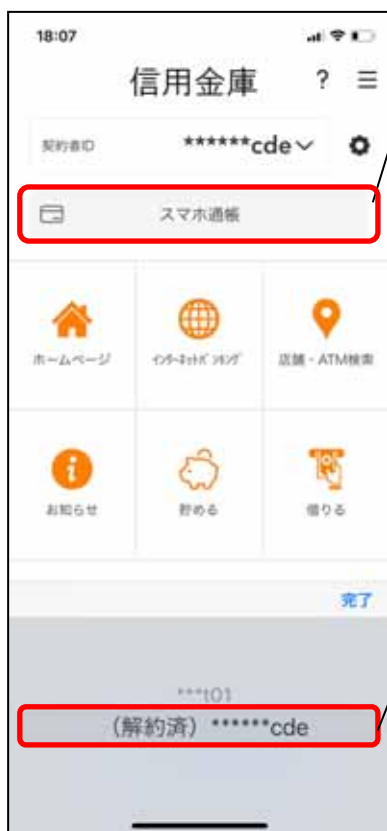 18:07
信用金庫 ? ☰
契約者ID ******cde
スマホ通帳
ホームページ インターネットバンキング 店舗・ATM検索
お知らせ 貯める 借りる
完了
***t01
(解約済) ******cde